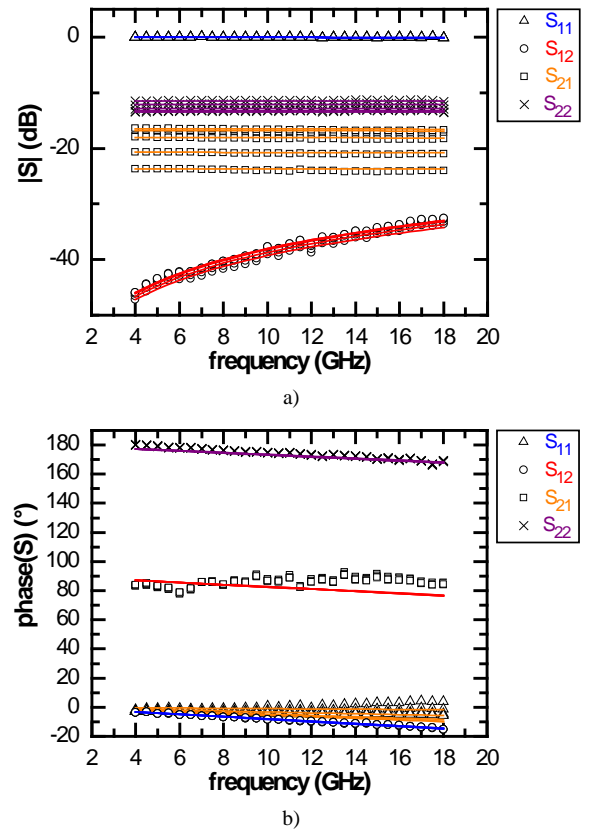 0
-20
-40
|S| (dB)
2 4 6 8 10 12 14 16 18 20
frequency (GHz)
S11
S12
S21
S22
a)
180
160
140
120
100
80
60
40
20
0
-20
phase(S) (°)
2 4 6 8 10 12 14 16 18 20
frequency (GHz)
S11
S12
S21
S22
b)